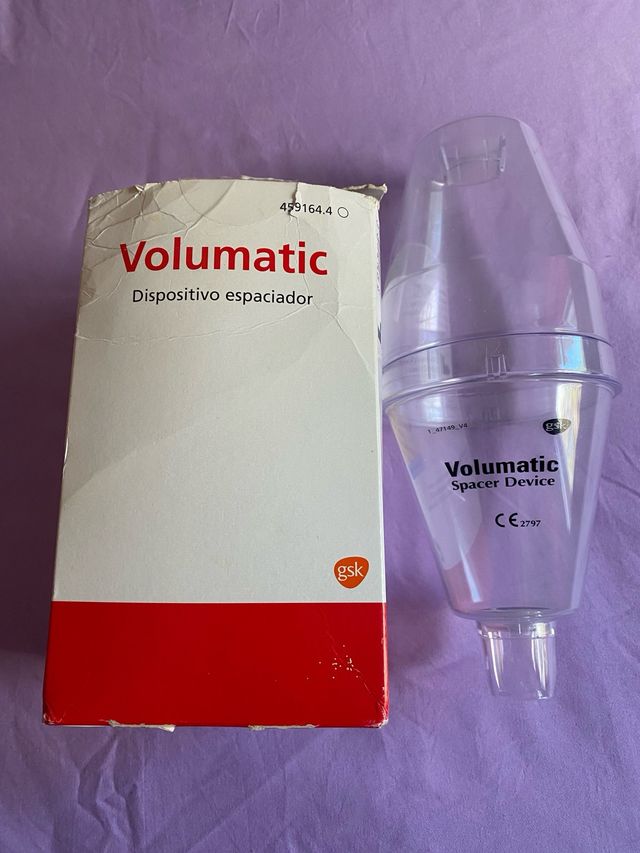 459164.4
Volumatic
Dispositivo espaciador
gsk
1_47149_V4
gsk
Volumatic
Spacer Device
CE 2797